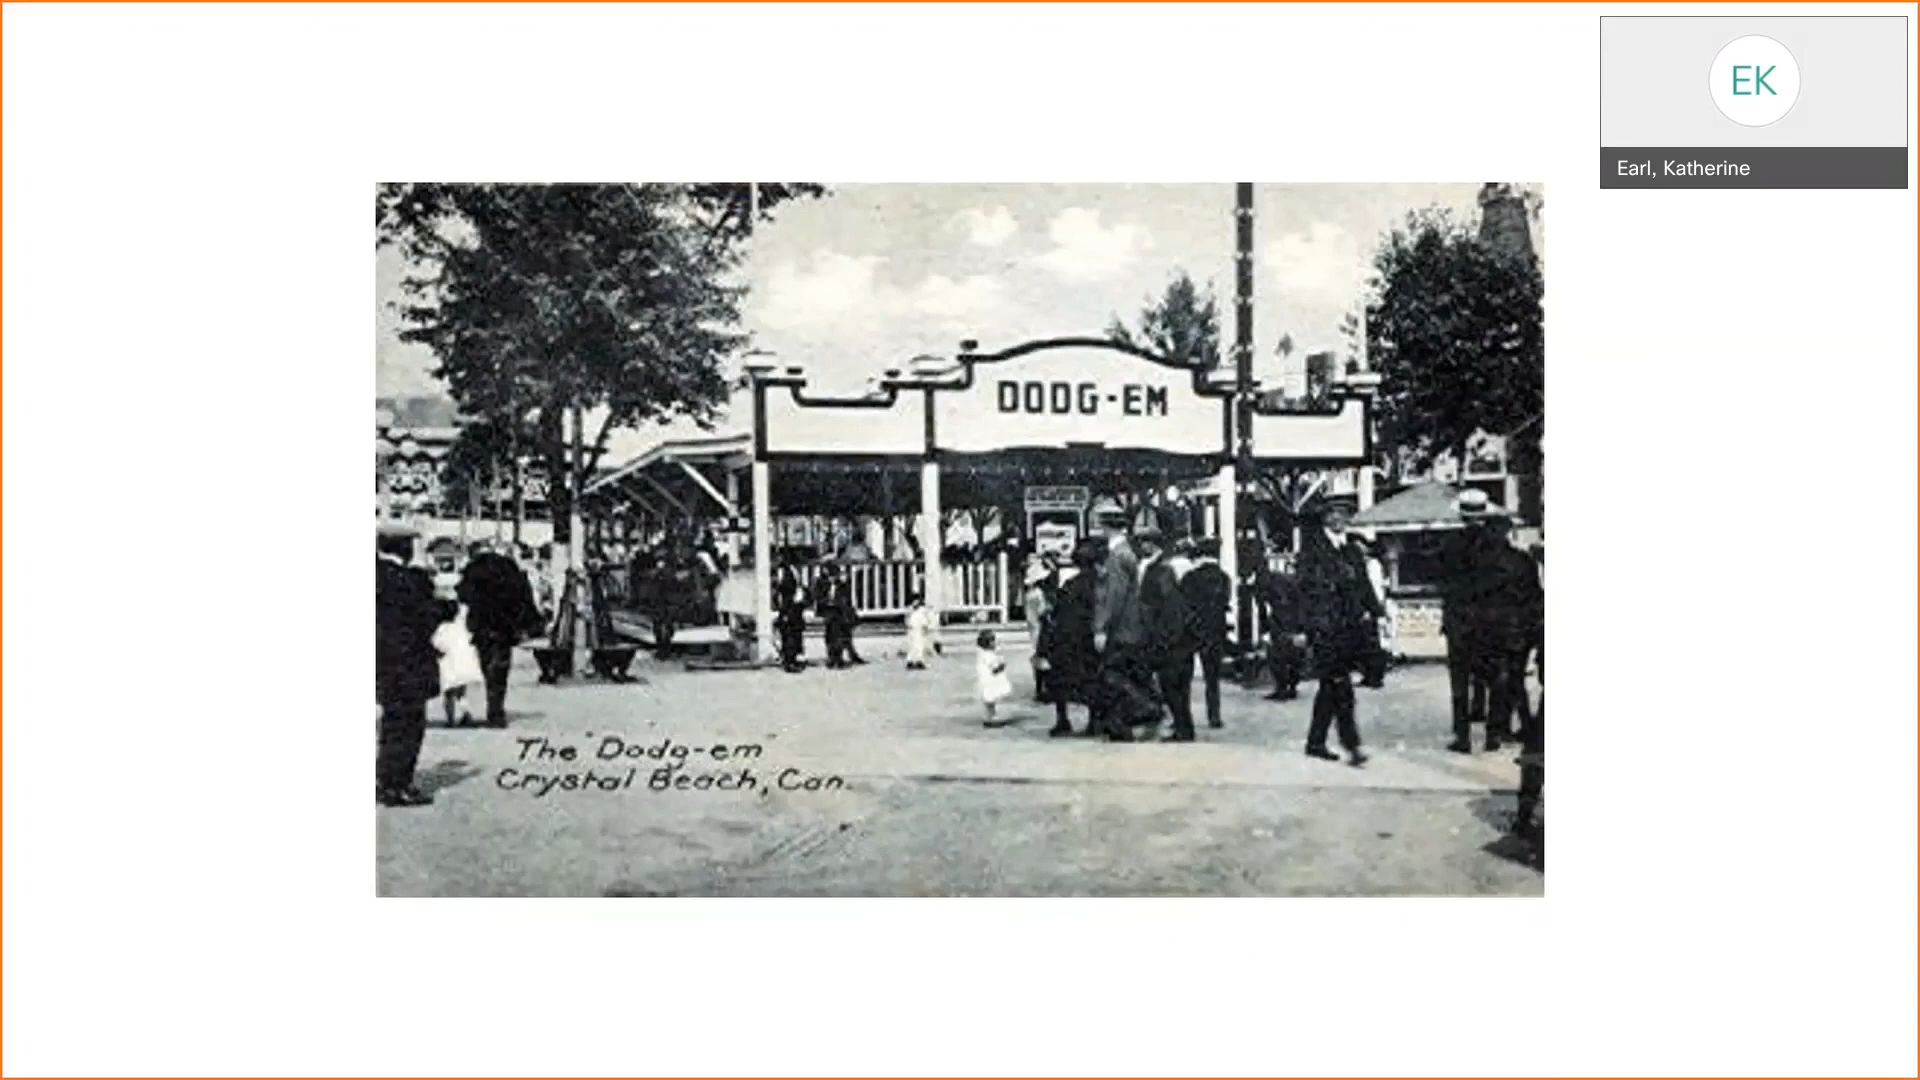 EK
Earl, Katherine
DODG-EM
The "Dodg-em"
Crystal Beach, Can.